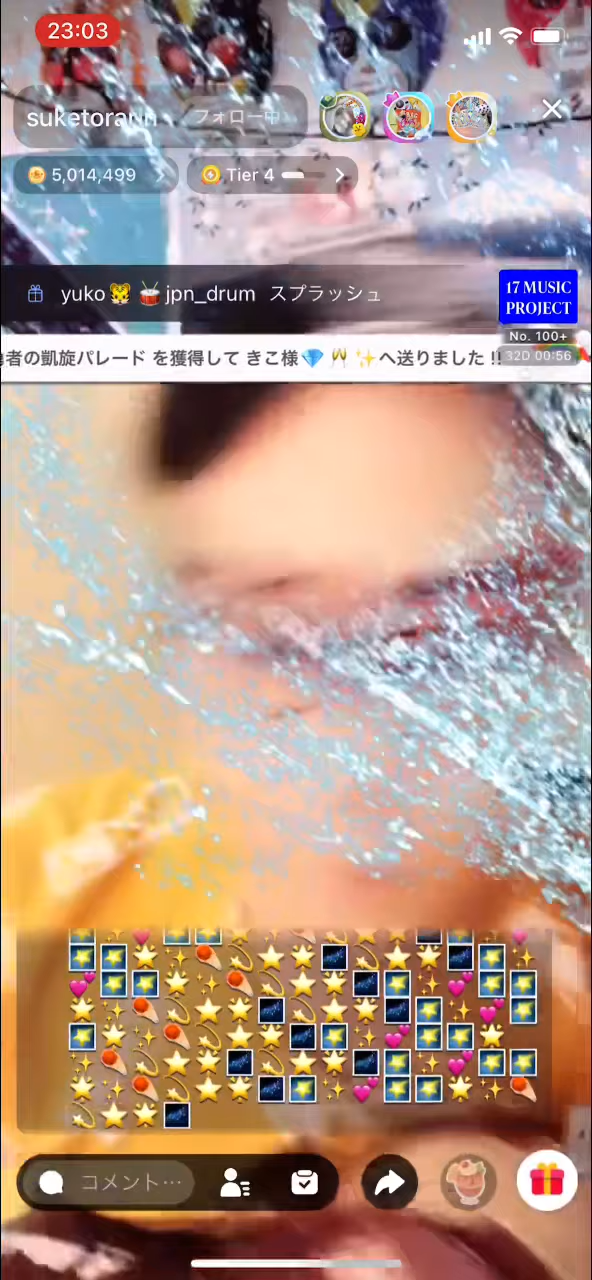 23:03
suketoraru フォロー中
5,014,499
Tier 4
yuko🐯🥁jpn_drum スプラッシュ
17 MUSIC
PROJECT
No. 100+
32D 00:56
者の凱旋パレード を獲得して きこ様💎 🥂 ✨へ送りました !!
コメント…